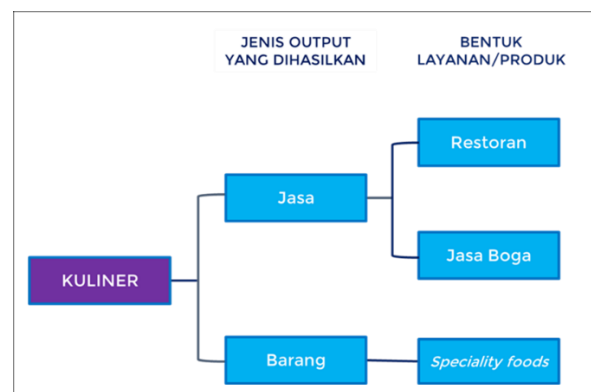 JENIS OUTPUT
YANG DIHASILKAN
BENTUK
LAYANAN/PRODUK
Restoran
Jasa
Jasa Boga
KULINER
Barang
Speciality foods